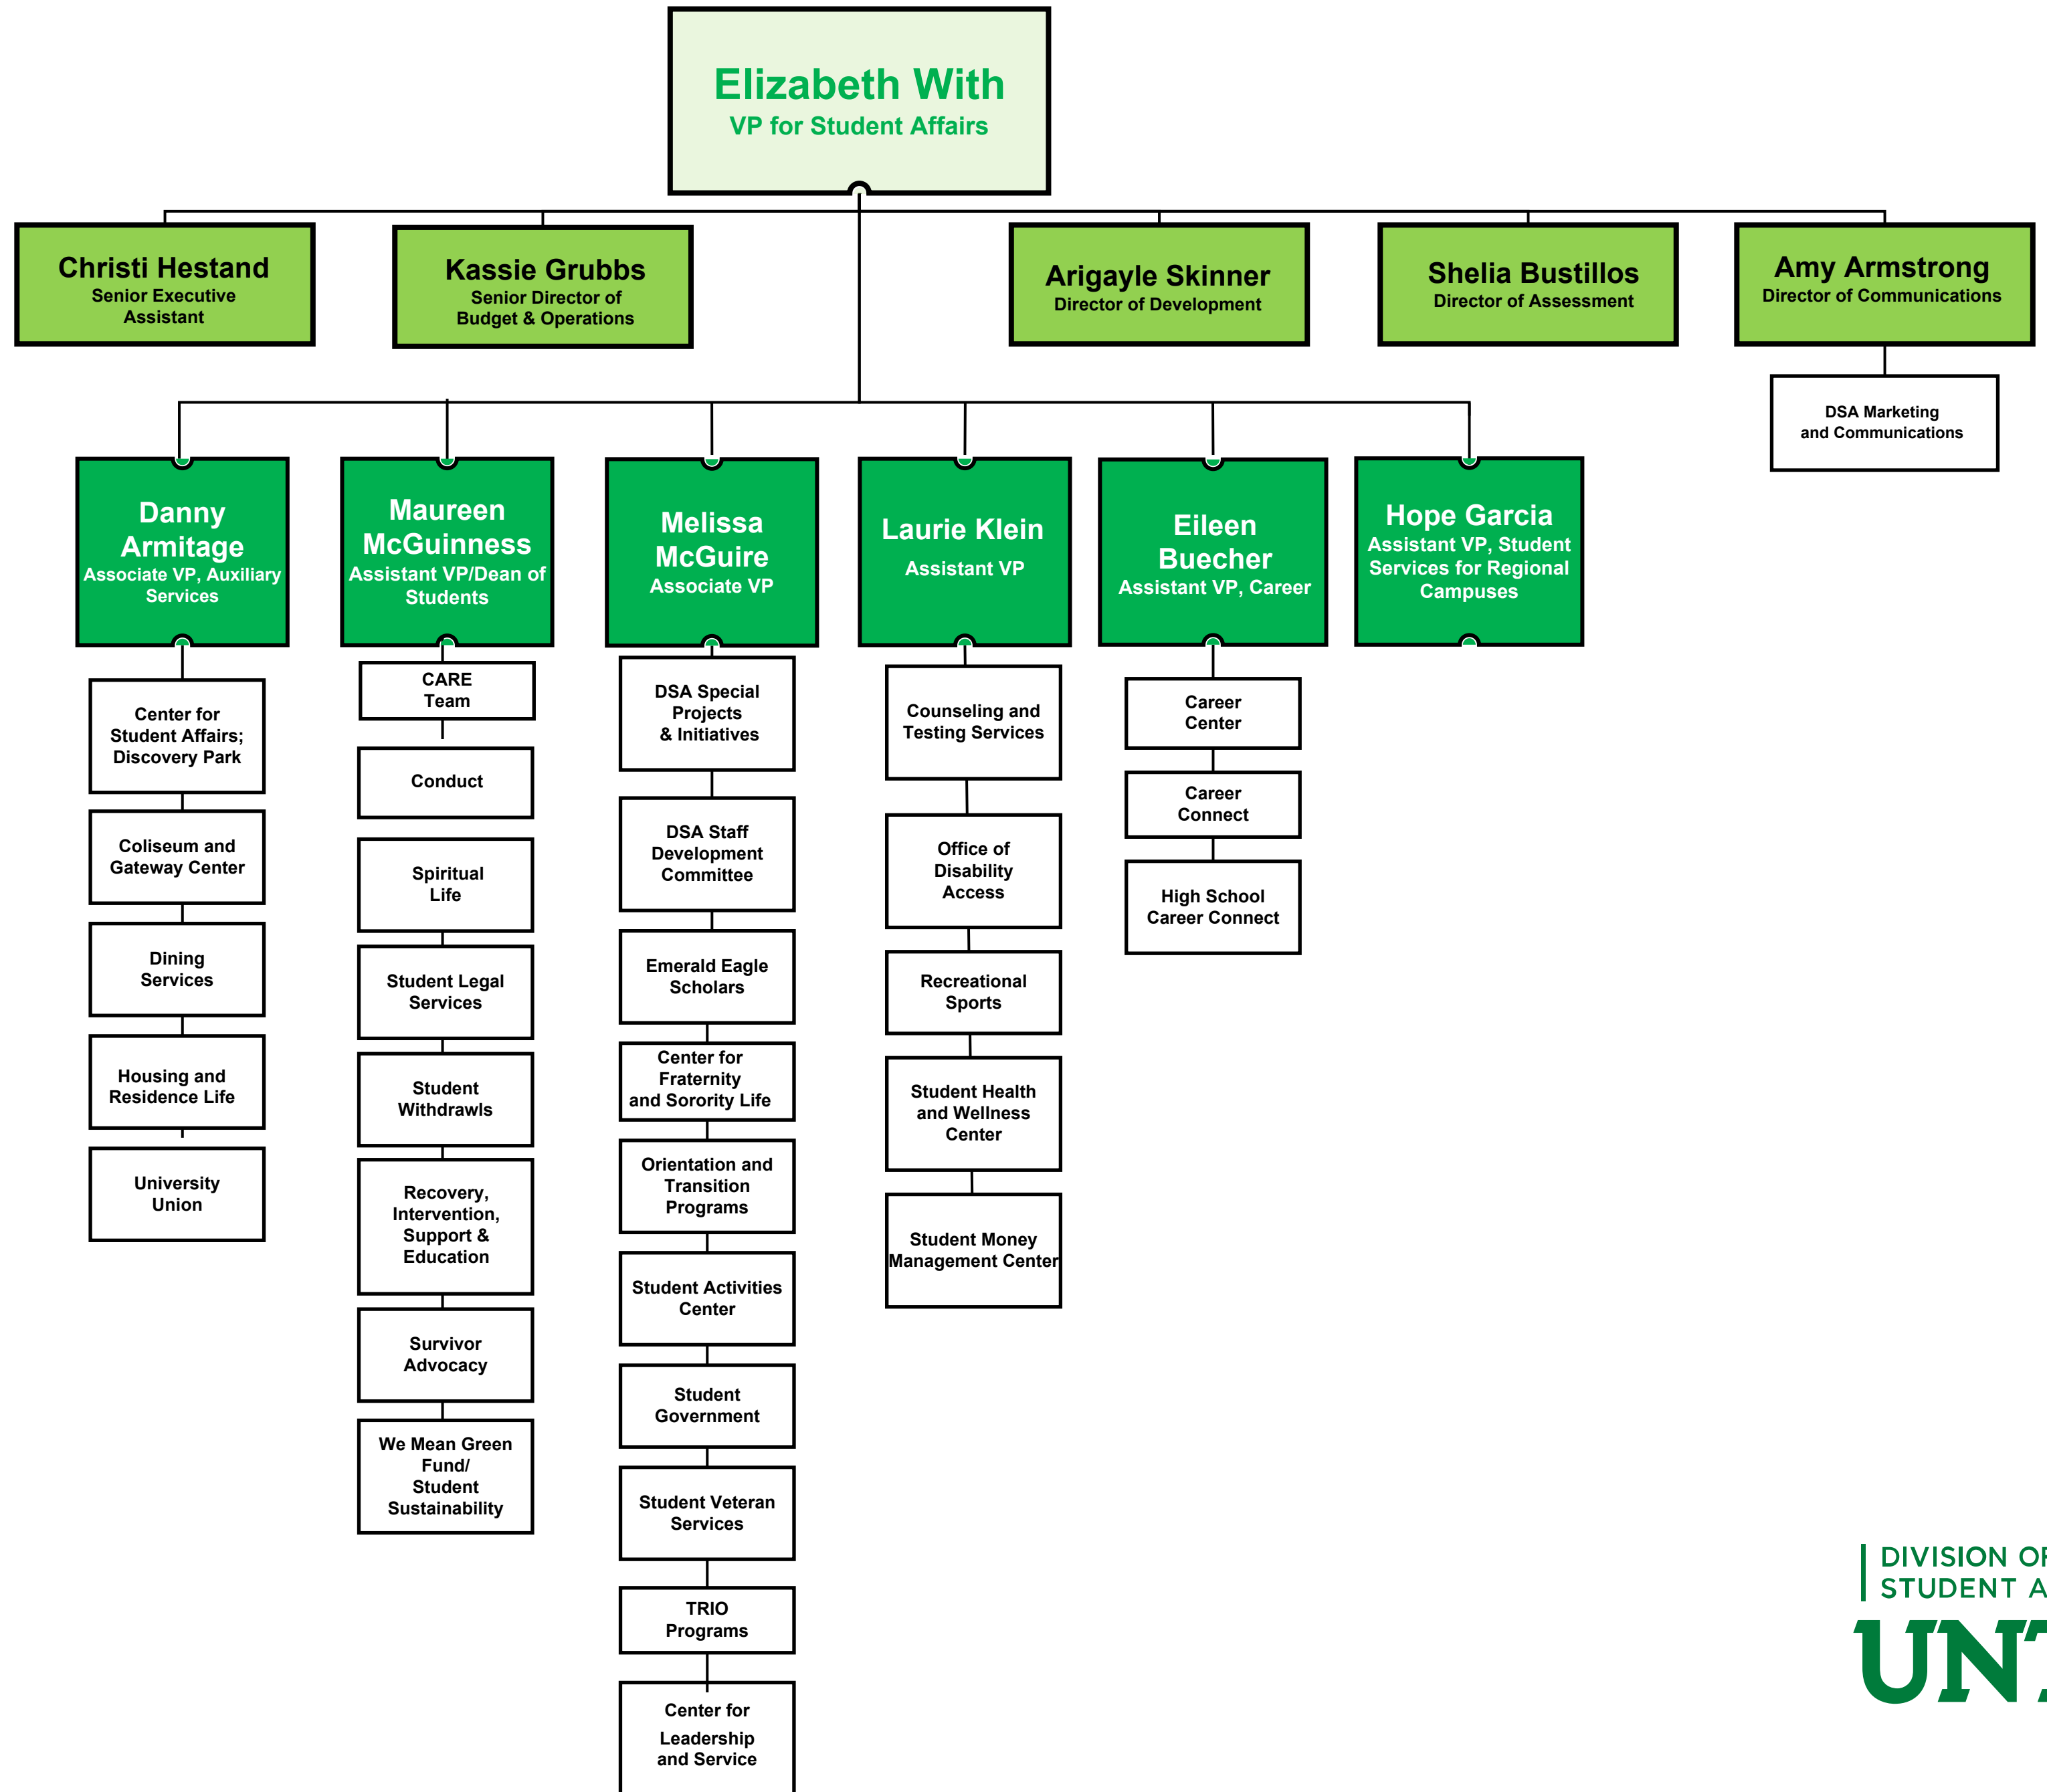 Elizabeth With
VP for Student Affairs
Christi Hestand
Senior Executive
Assistant
Kassie Grubbs
Senior Director of
Budget & Operations
Arigayle Skinner
Director of Development
Shelia Bustillos
Director of Assessment
Amy Armstrong
Director of Communications
DSA Marketing
and Communications
Danny
Armitage
Associate VP, Auxiliary
Services
Maureen
McGuinness
Assistant VP/Dean of
Students
Melissa
McGuire
Associate VP
Laurie Klein
Assistant VP
Eileen
Buecher
Assistant VP, Career
Hope Garcia
Assistant VP, Student
Services for Regional
Campuses
Center for
Student Affairs;
Discovery Park
Coliseum and
Gateway Center
Dining
Services
Housing and
Residence Life
University
Union
CARE
Team
Conduct
Spiritual
Life
Student Legal
Services
Student
Withdrawls
Recovery,
Intervention,
Support &
Education
Survivor
Advocacy
We Mean Green
Fund/
Student
Sustainability
DSA Special
Projects
& Initiatives
DSA Staff
Development
Committee
Emerald Eagle
Scholars
Center for
Fraternity
and Sorority Life
Orientation and
Transition
Programs
Student Activities
Center
Student
Government
Student Veteran
Services
TRIO
Programs
Center for
Leadership
and Service
Counseling and
Testing Services
Office of
Disability
Access
Recreational
Sports
Student Health
and Wellness
Center
Student Money
Management Center
Career
Center
Career
Connect
High School
Career Connect
DIVISION OF
STUDENT A
UNT